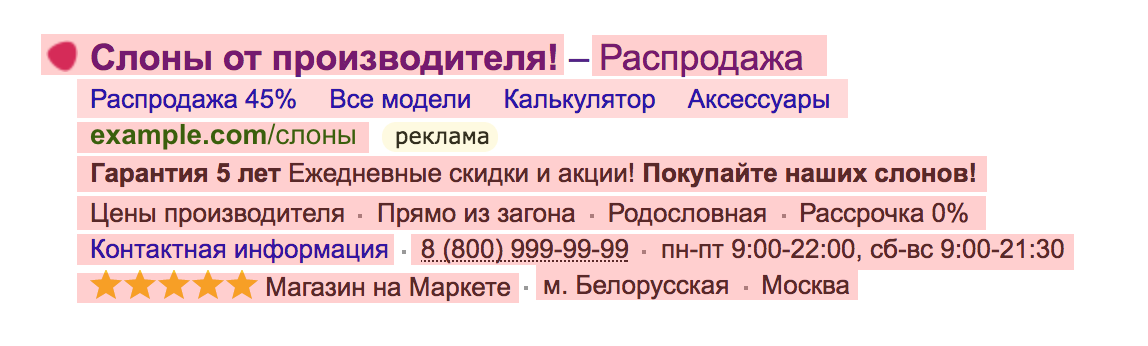 Слоны от производителя! – Распродажа
Распродажа 45% Все модели Калькулятор Аксессуары
example.com/слоны реклама
Гарантия 5 лет Ежедневные скидки и акции! Покупайте наших слонов!
Цены производителя · Прямо из загона · Родословная · Рассрочка 0%
Контактная информация · 8 (800) 999-99-99 · пн-пт 9:00-22:00, сб-вс 9:00-21:30
Магазин на Маркете · м. Белорусская · Москва